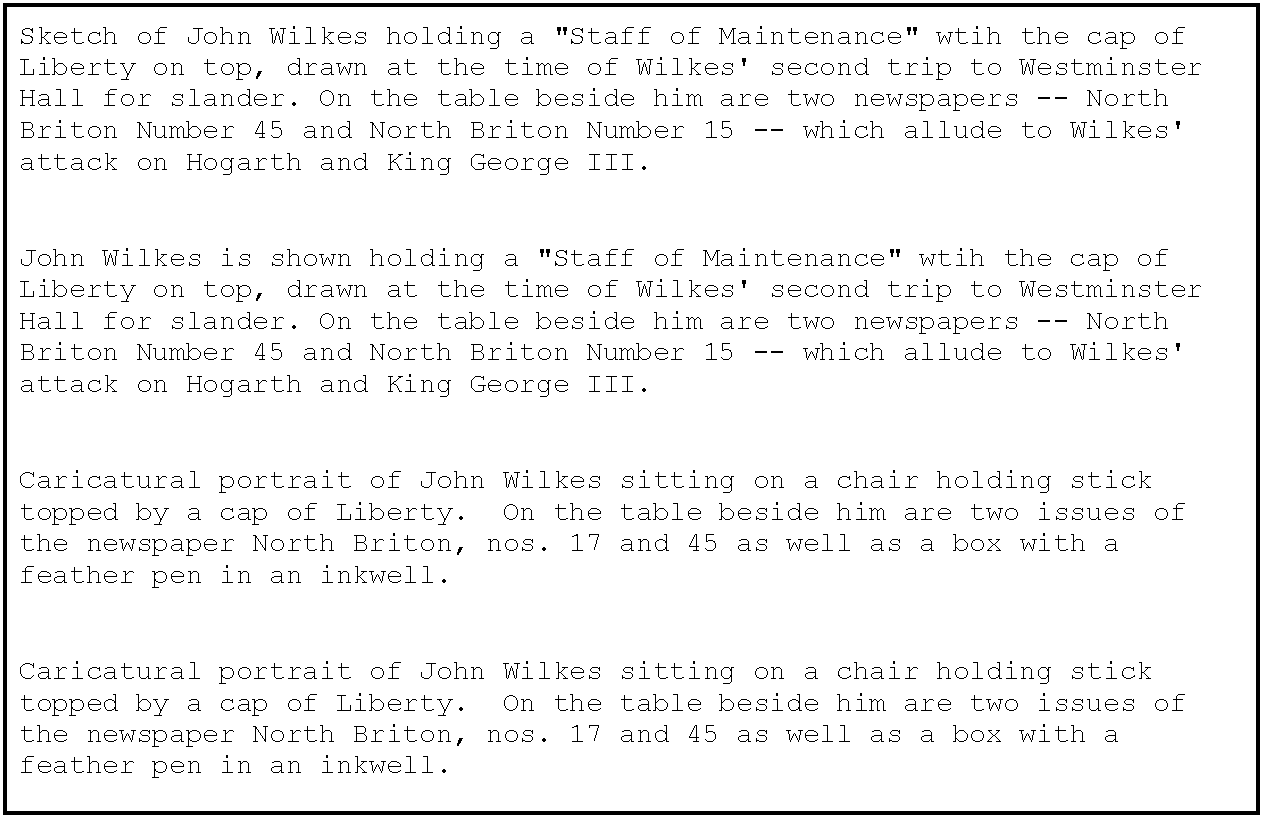 Sketch of John Wilkes holding a "Staff of Maintenance" wtih the cap of
Liberty on top, drawn at the time of Wilkes' second trip to Westminster
Hall for slander. On the table beside him are two newspapers -- North
Briton Number 45 and North Briton Number 15 -- which allude to Wilkes'
attack on Hogarth and King George III.
John Wilkes is shown holding a "Staff of Maintenance" wtih the cap of
Liberty on top, drawn at the time of Wilkes' second trip to Westminster
Hall for slander. On the table beside him are two newspapers -- North
Briton Number 45 and North Briton Number 15 -- which allude to Wilkes'
attack on Hogarth and King George III.
Caricatural portrait of John Wilkes sitting on a chair holding stick
topped by a cap of Liberty.  On the table beside him are two issues of
the newspaper North Briton, nos. 17 and 45 as well as a box with a
feather pen in an inkwell.
Caricatural portrait of John Wilkes sitting on a chair holding stick
topped by a cap of Liberty.  On the table beside him are two issues of
the newspaper North Briton, nos. 17 and 45 as well as a box with a
feather pen in an inkwell.